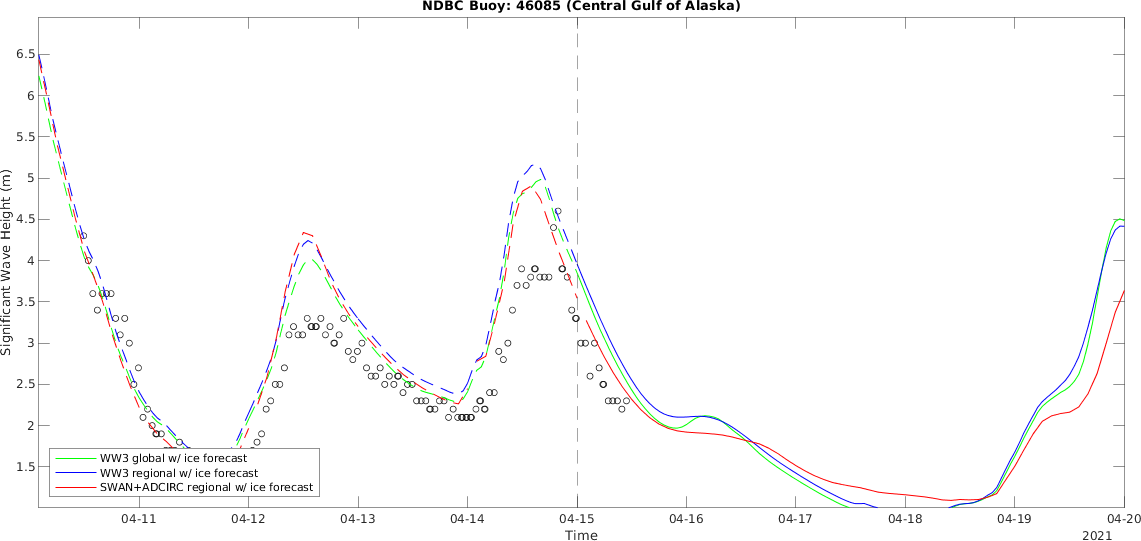 NDBC Buoy: 46085 (Central Gulf of Alaska)
6.5
6
5.5
5
4.5
4
3.5
3
2.5
2
1.5
Significant Wave Height (m)
WW3 global w/ ice forecast
WW3 regional w/ ice forecast
SWAN+ADCIRC regional w/ ice forecast
04-11 04-12 04-13 04-14 04-15 04-16 04-17 04-18 04-19 04-20
Time
2021